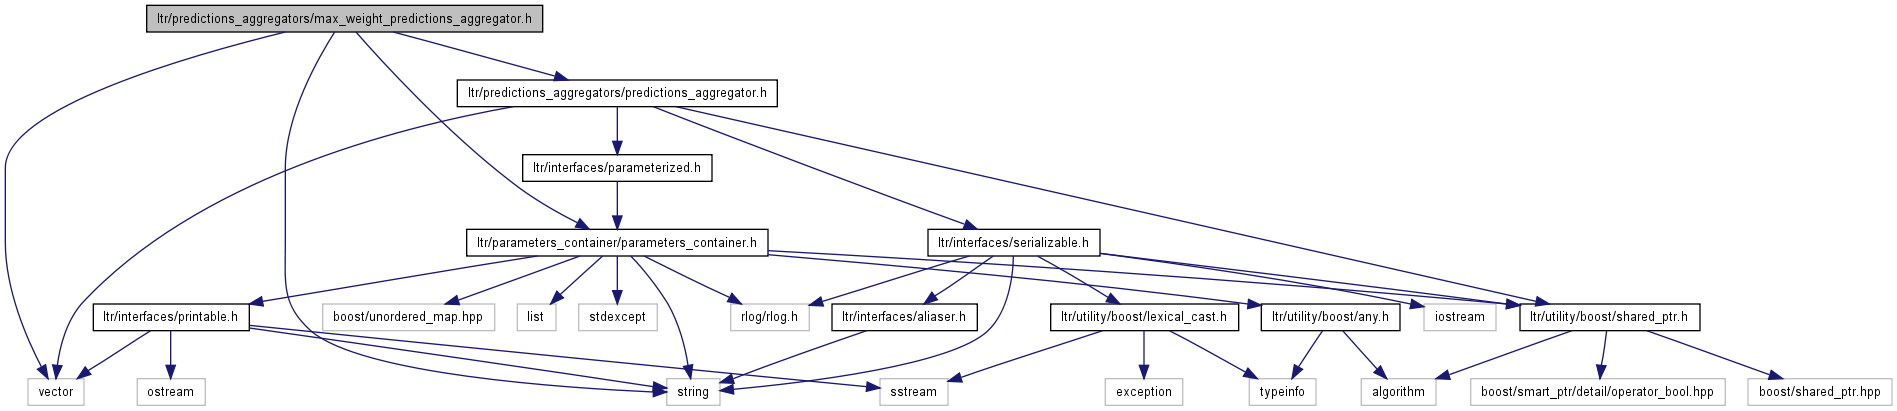 ltr/predictions_aggregators/max_weight_predictions_aggregator.h
ltr/predictions_aggregators/predictions_aggregator.h
ltr/interfaces/parameterized.h
ltr/parameters_container/parameters_container.h
ltr/interfaces/serializable.h
ltr/interfaces/printable.h
boost/unordered_map.hpp
list
stdexcept
rlog/rlog.h
ltr/interfaces/aliaser.h
ltr/utility/boost/lexical_cast.h
ltr/utility/boost/any.h
iostream
ltr/utility/boost/shared_ptr.h
vector
ostream
string
sstream
exception
typeinfo
algorithm
boost/smart_ptr/detail/operator_bool.hpp
boost/shared_ptr.hpp